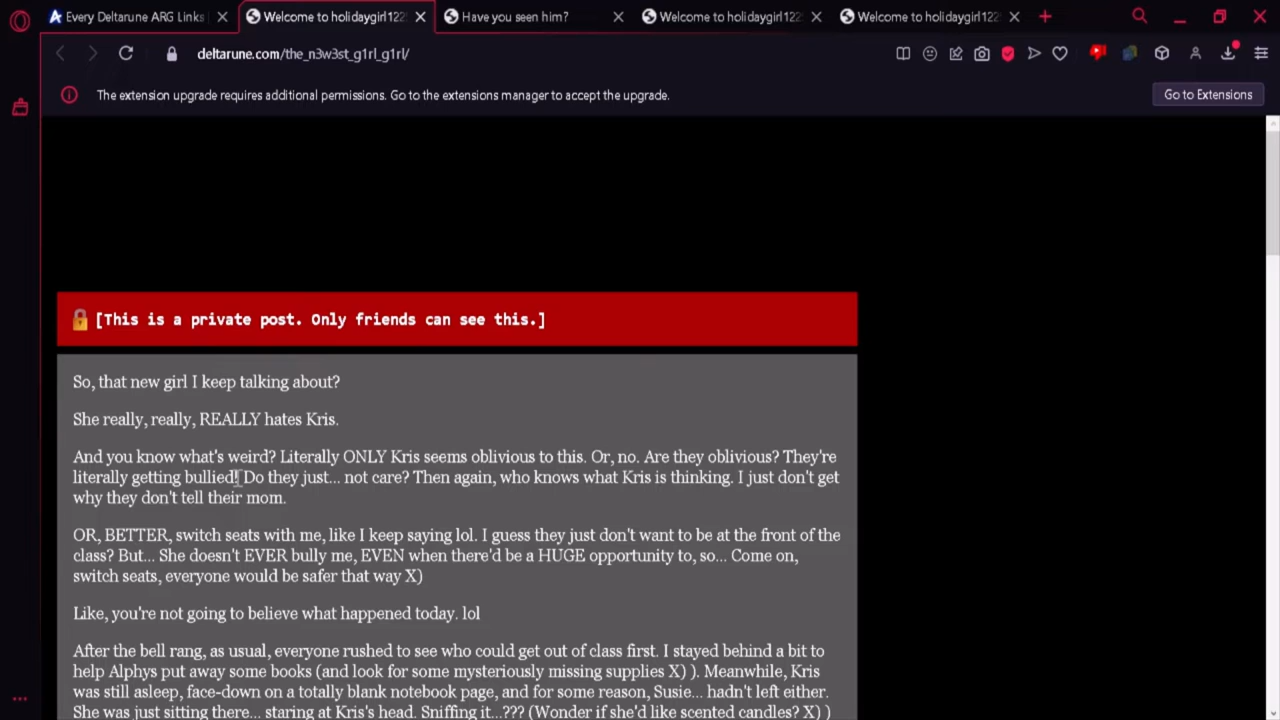 Every Deltarune ARG Links
Welcome to holidaygirl122
Have you seen him?
Welcome to holidaygirl122
Welcome to holidaygirl122
deltarune.com/the_n3w3st_g1rl_g1rl/
The extension upgrade requires additional permissions. Go to the extensions manager to accept the upgrade.
Go to Extensions
[This is a private post. Only friends can see this.]
So, that new girl I keep talking about?
She really, really, REALLY hates Kris.
And you know what's weird? Literally ONLY Kris seems oblivious to this. Or, no. Are they oblivious? They're
literally getting bullied! Do they just... not care? Then again, who knows what Kris is thinking. I just don't get
why they don't tell their mom.
OR, BETTER, switch seats with me, like I keep saying lol. I guess they just don't want to be at the front of the
class? But... She doesn't EVER bully me, EVEN when there'd be a HUGE opportunity to, so... Come on,
switch seats, everyone would be safer that way X)
Like, you're not going to believe what happened today. lol
After the bell rang, as usual, everyone rushed to see who could get out of class first. I stayed behind a bit to
help Alphys put away some books (and look for some mysteriously missing supplies X) ). Meanwhile, Kris
was still asleep, face-down on a totally blank notebook page, and for some reason, Susie... hadn't left either.
She was just sitting there... staring at Kris's head. Sniffing it...??? (Wonder if she'd like scented candles? X) )